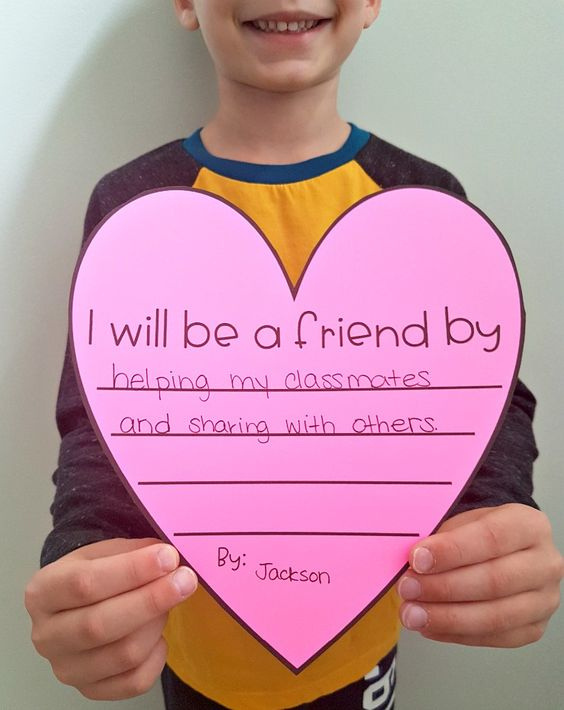 I will be a friend by
helping my classmates
and sharing with others.
By: Jackson